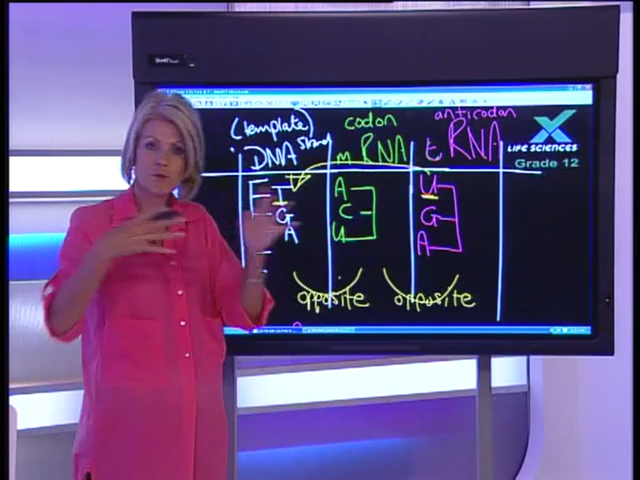 (template)
codon
anticodon
DNA strand
mRNA
tRNA
LIFE SCIENCES
Grade 12
T
A
U
G
C
G
A
U
A
opposite
opposite